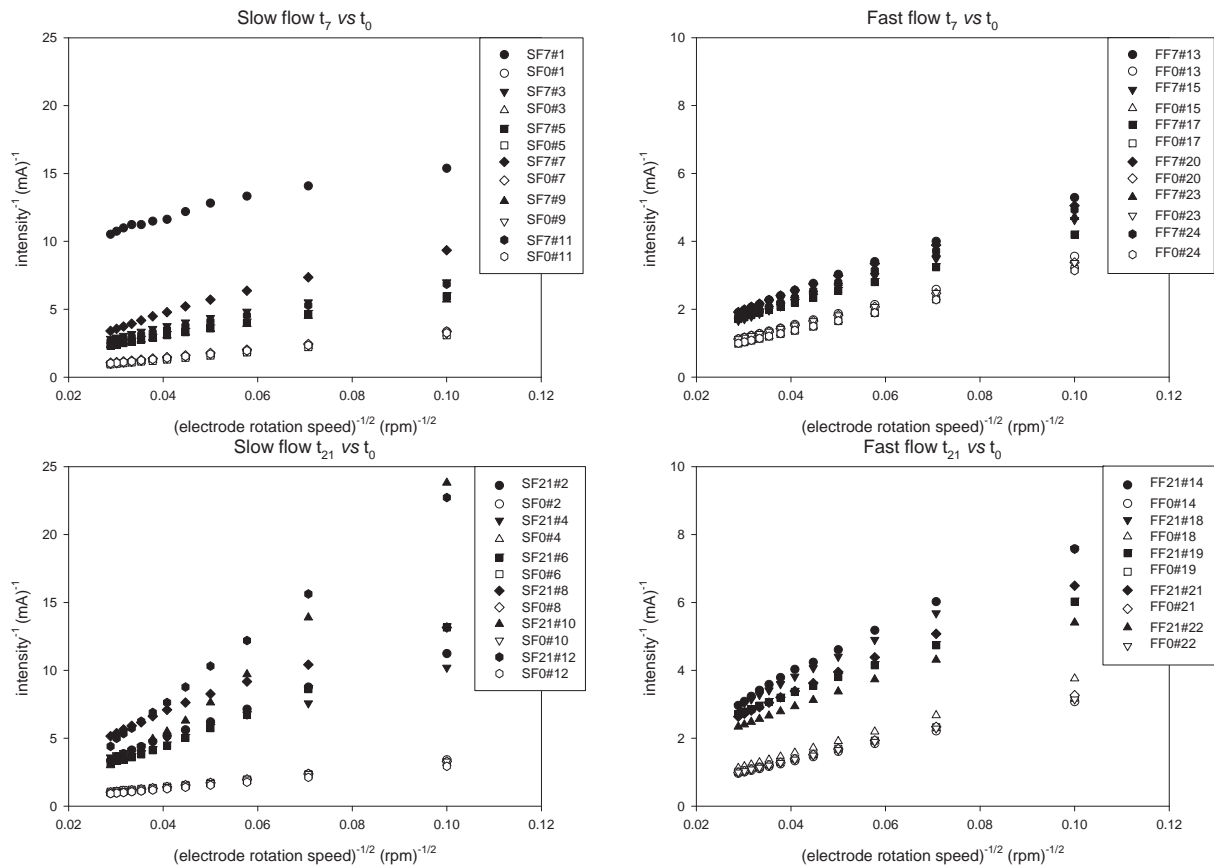 Slow flow t7 vs t0
25
20
15
10
5
0
intensity-1 (mA)-1
0.02 0.04 0.06 0.08 0.10 0.12
(electrode rotation speed)-1/2 (rpm)-1/2
SF7#1
SF0#1
SF7#3
SF0#3
SF7#5
SF0#5
SF7#7
SF0#7
SF7#9
SF0#9
SF7#11
SF0#11
Fast flow t7 vs t0
10
8
6
4
2
0
intensity-1 (mA)-1
0.02 0.04 0.06 0.08 0.10 0.12
(electrode rotation speed)-1/2 (rpm)-1/2
FF7#13
FF0#13
FF7#15
FF0#15
FF7#17
FF0#17
FF7#20
FF0#20
FF7#23
FF0#23
FF7#24
FF0#24
Slow flow t21 vs t0
25
20
15
10
5
0
intensity-1 (mA)-1
0.02 0.04 0.06 0.08 0.10 0.12
(electrode rotation speed)-1/2 (rpm)-1/2
SF21#2
SF0#2
SF21#4
SF0#4
SF21#6
SF0#6
SF21#8
SF0#8
SF21#10
SF0#10
SF21#12
SF0#12
Fast flow t21 vs t0
10
8
6
4
2
0
intensity-1 (mA)-1
0.02 0.04 0.06 0.08 0.10 0.12
(electrode rotation speed)-1/2 (rpm)-1/2
FF21#14
FF0#14
FF21#18
FF0#18
FF21#19
FF0#19
FF21#21
FF0#21
FF21#22
FF0#22